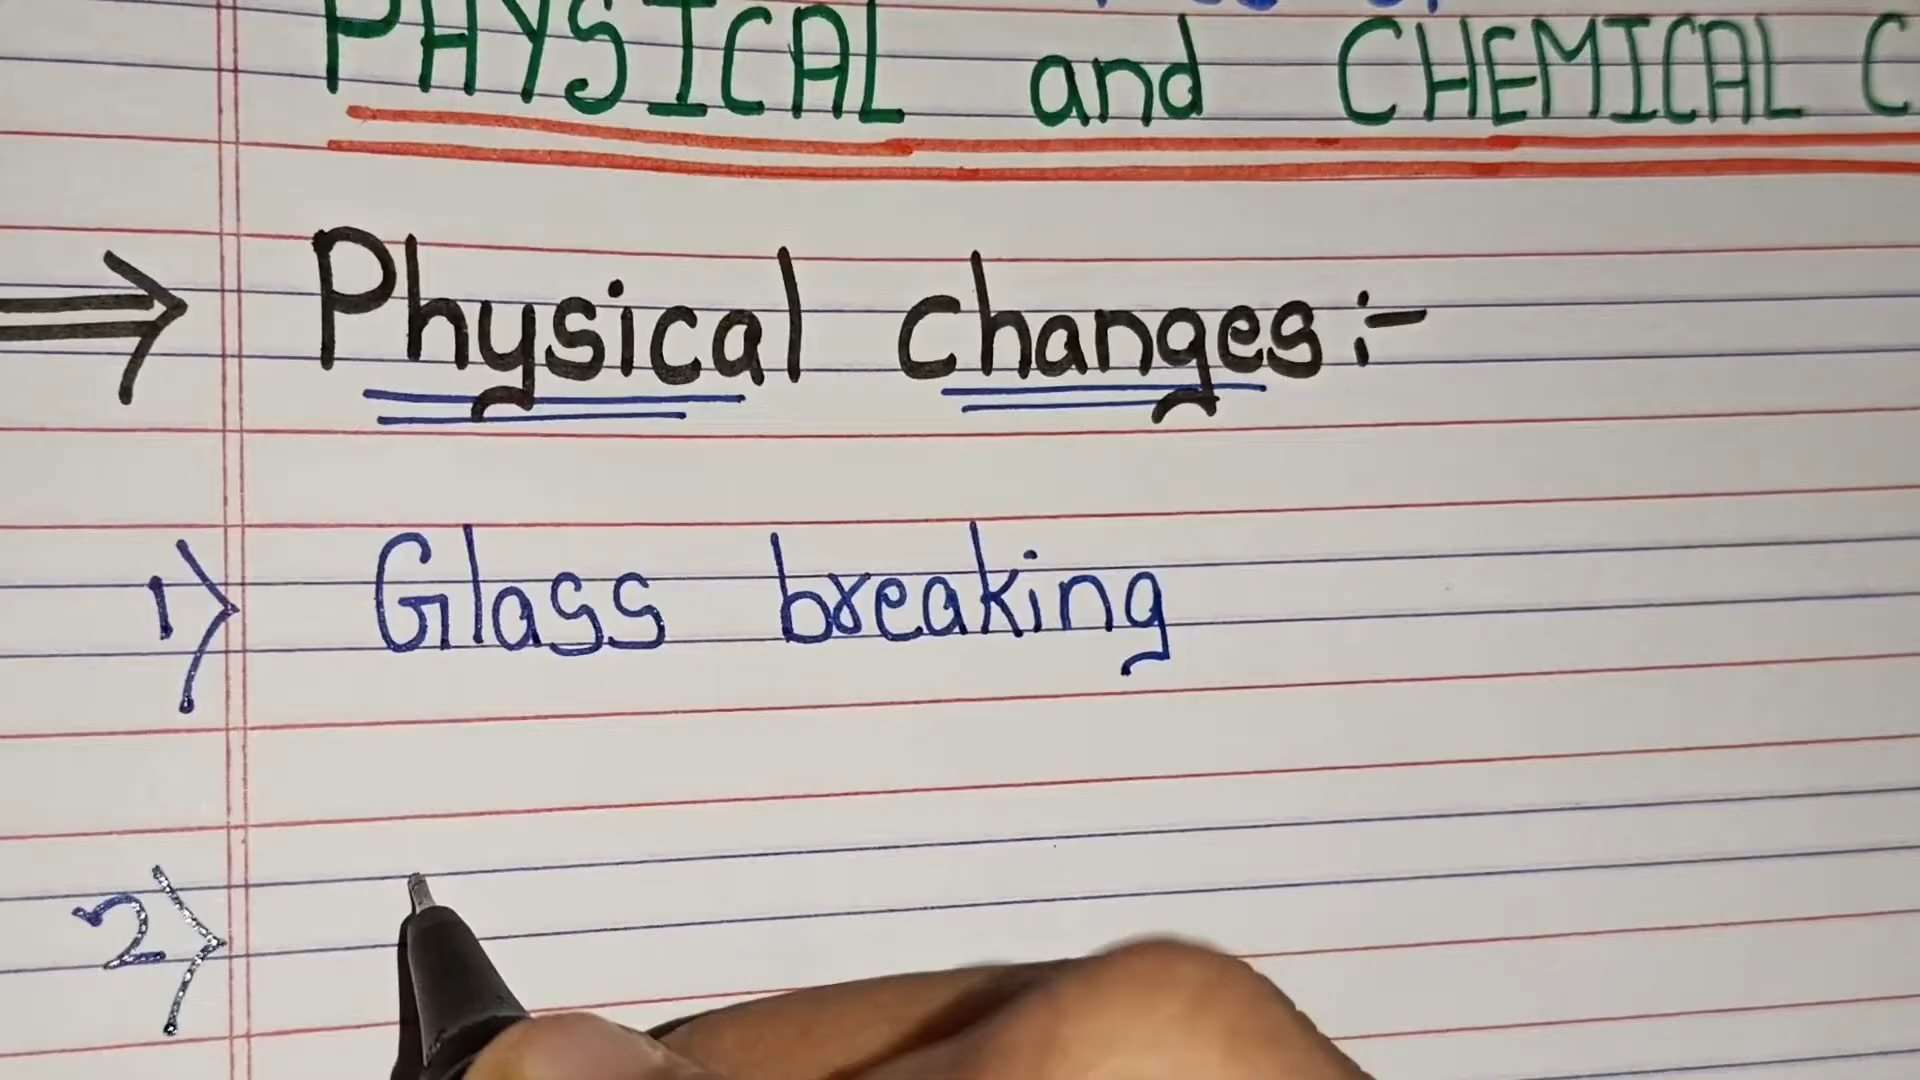 PHYSICAL and CHEMICAL C
⇒ Physical changes:-
1) Glass breaking
2)